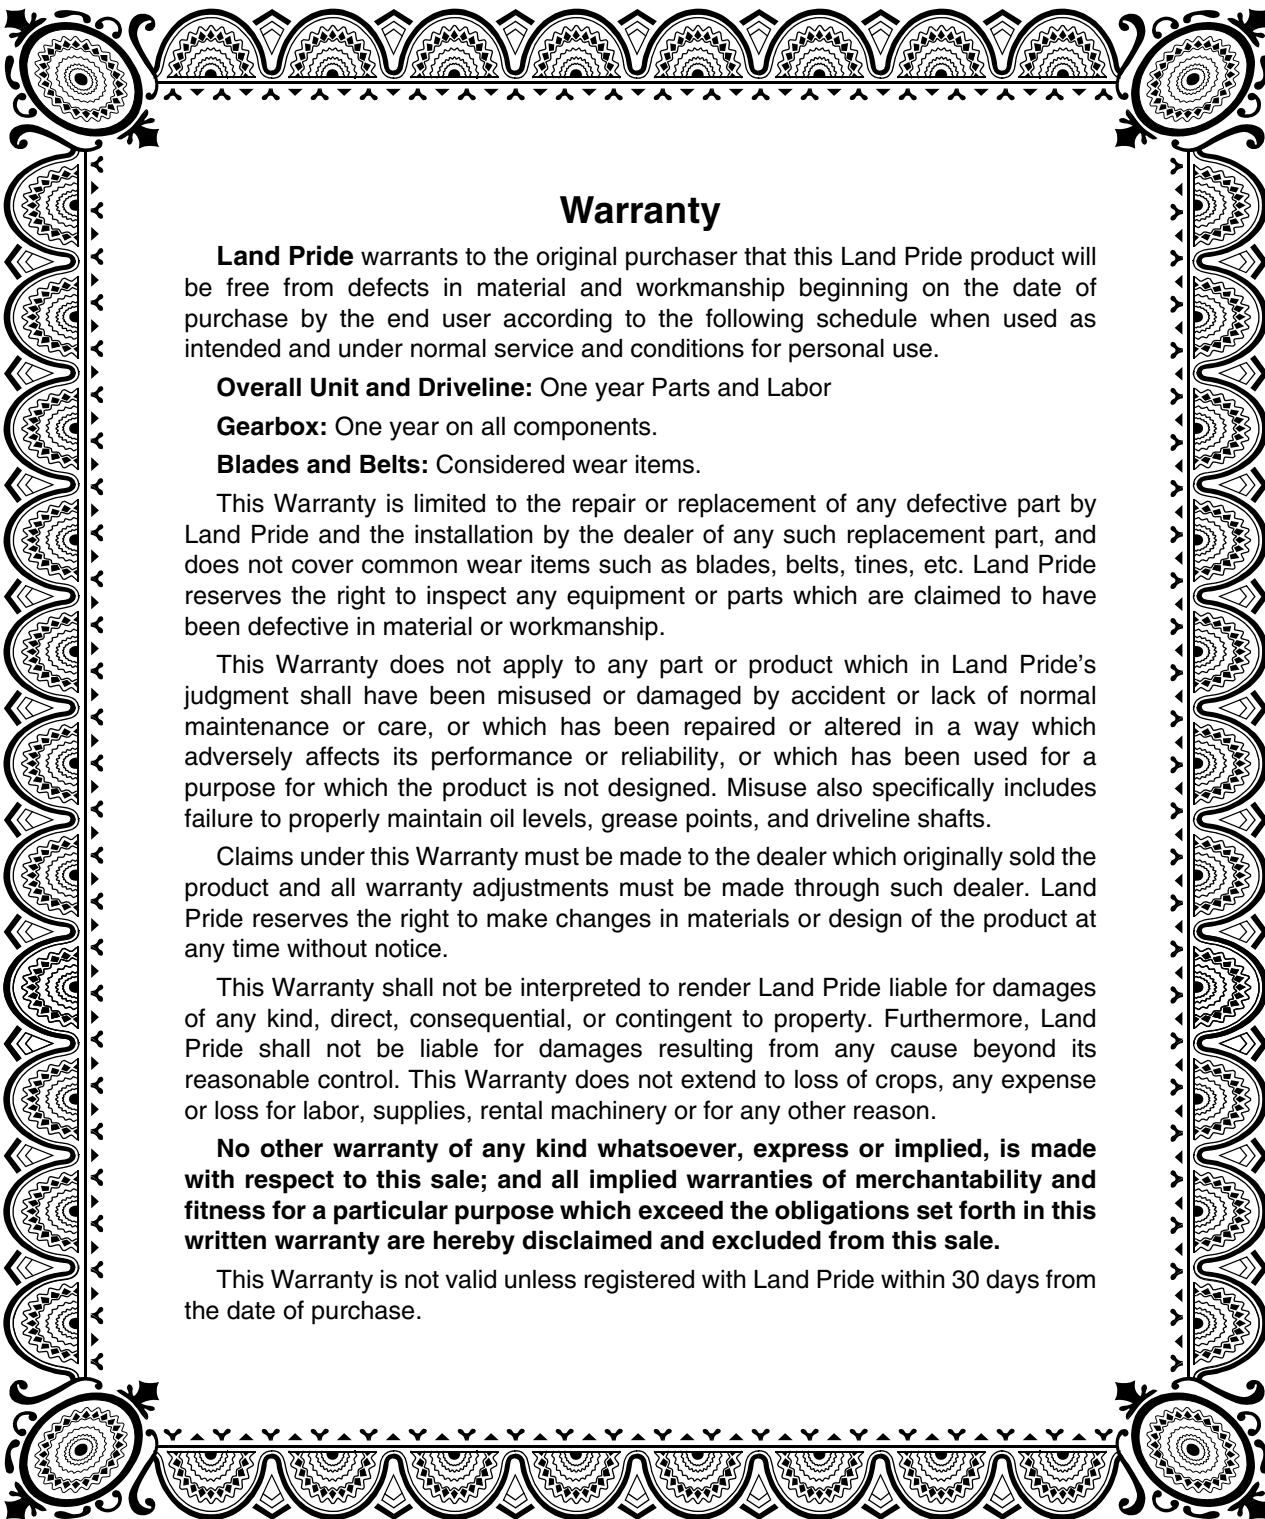 Warranty
Land Pride warrants to the original purchaser that this Land Pride product will
be free from defects in material and workmanship beginning on the date of
purchase by the end user according to the following schedule when used as
intended and under normal service and conditions for personal use.
Overall Unit and Driveline: One year Parts and Labor
Gearbox: One year on all components.
Blades and Belts: Considered wear items.
This Warranty is limited to the repair or replacement of any defective part by
Land Pride and the installation by the dealer of any such replacement part, and
does not cover common wear items such as blades, belts, tines, etc. Land Pride
reserves the right to inspect any equipment or parts which are claimed to have
been defective in material or workmanship.
This Warranty does not apply to any part or product which in Land Pride’s
judgment shall have been misused or damaged by accident or lack of normal
maintenance or care, or which has been repaired or altered in a way which
adversely affects its performance or reliability, or which has been used for a
purpose for which the product is not designed. Misuse also specifically includes
failure to properly maintain oil levels, grease points, and driveline shafts.
Claims under this Warranty must be made to the dealer which originally sold the
product and all warranty adjustments must be made through such dealer. Land
Pride reserves the right to make changes in materials or design of the product at
any time without notice.
This Warranty shall not be interpreted to render Land Pride liable for damages
of any kind, direct, consequential, or contingent to property. Furthermore, Land
Pride shall not be liable for damages resulting from any cause beyond its
reasonable control. This Warranty does not extend to loss of crops, any expense
or loss for labor, supplies, rental machinery or for any other reason.
No other warranty of any kind whatsoever, express or implied, is made
with respect to this sale; and all implied warranties of merchantability and
fitness for a particular purpose which exceed the obligations set forth in this
written warranty are hereby disclaimed and excluded from this sale.
This Warranty is not valid unless registered with Land Pride within 30 days from
the date of purchase.